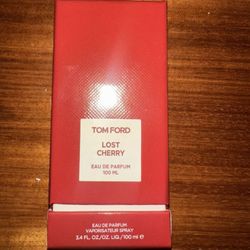 TOM FORD
LOST
CHERRY
EAU DE PARFUM
100 ML
EAU DE PARFUM
VAPORISATEUR SPRAY
3.4 FL.OZ./OZ. LIQ./100 ml ℮